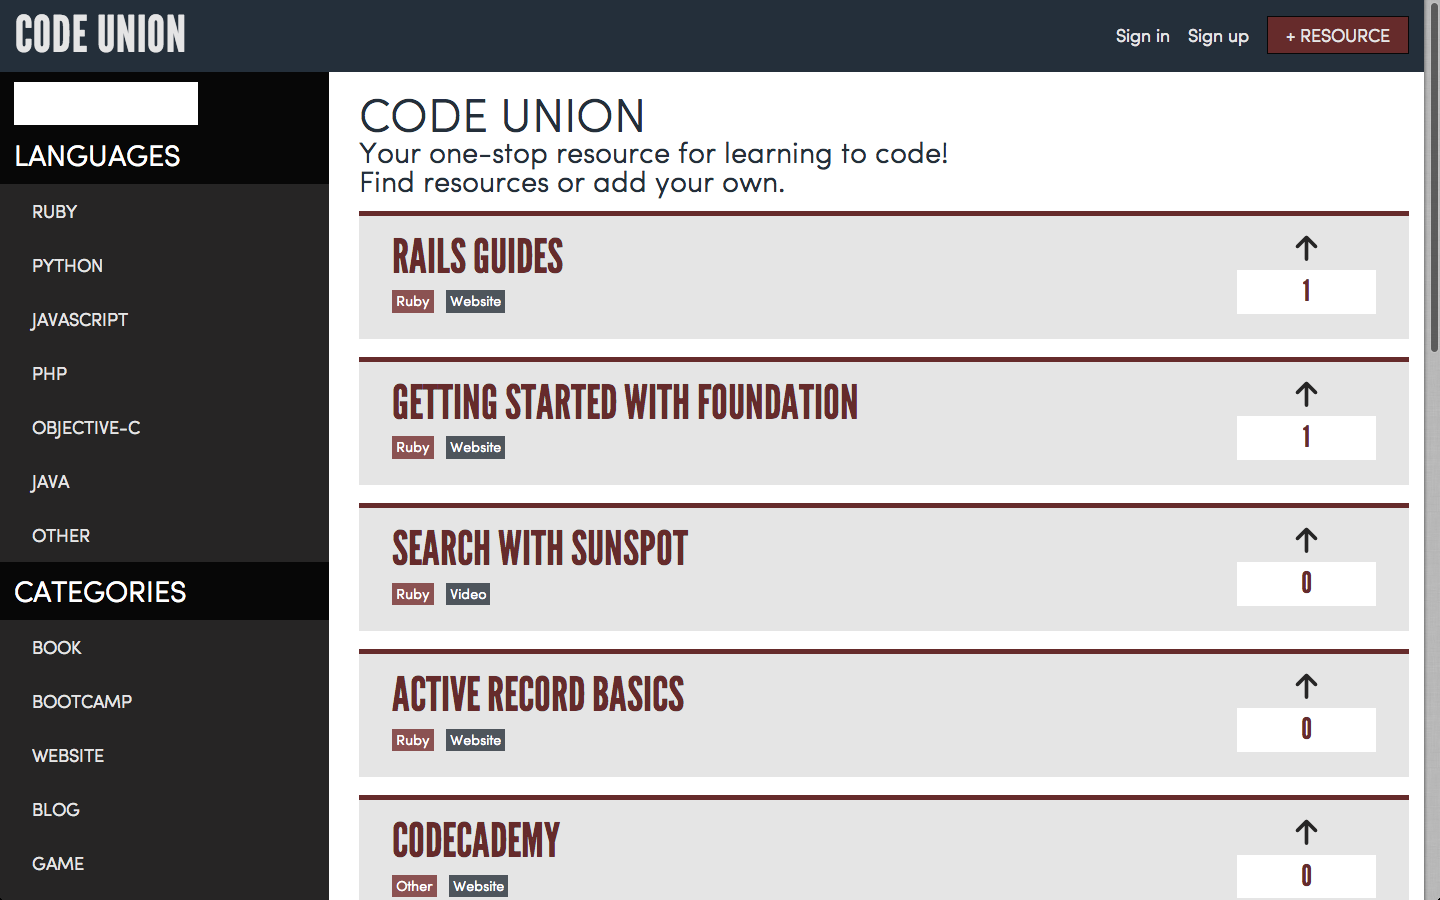 CODE UNION
Sign in Sign up + RESOURCE
LANGUAGES
RUBY
PYTHON
JAVASCRIPT
PHP
OBJECTIVE-C
JAVA
OTHER
CATEGORIES
BOOK
BOOTCAMP
WEBSITE
BLOG
GAME
CODE UNION
Your one-stop resource for learning to code!
Find resources or add your own.
RAILS GUIDES
Ruby Website
1
GETTING STARTED WITH FOUNDATION
Ruby Website
1
SEARCH WITH SUNSPOT
Ruby Video
0
ACTIVE RECORD BASICS
Ruby Website
0
CODECADEMY
Other Website
0